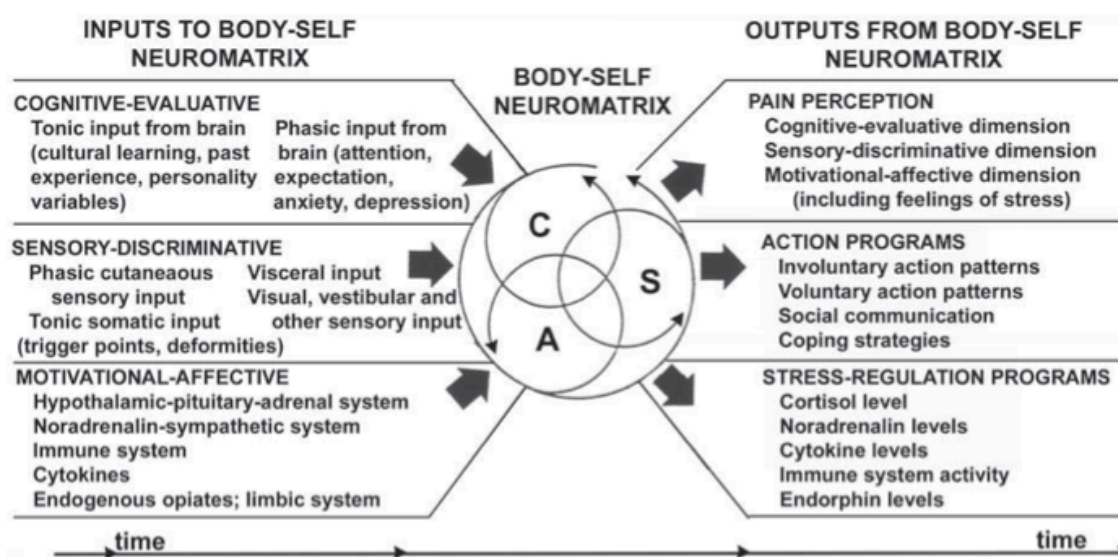 INPUTS TO BODY-SELF
NEUROMATRIX
COGNITIVE-EVALUATIVE
Tonic input from brain
(cultural learning, past
experience, personality
variables)
Phasic input from
brain (attention,
expectation,
anxiety, depression)
SENSORY-DISCRIMINATIVE
Phasic cutaneaous
sensory input
Tonic somatic input
(trigger points, deformities)
Visceral input
Visual, vestibular and
other sensory input
MOTIVATIONAL-AFFECTIVE
Hypothalamic-pituitary-adrenal system
Noradrenalin-sympathetic system
Immune system
Cytokines
Endogenous opiates; limbic system
BODY-SELF
NEUROMATRIX
C
S
A
OUTPUTS FROM BODY-SELF
NEUROMATRIX
PAIN PERCEPTION
Cognitive-evaluative dimension
Sensory-discriminative dimension
Motivational-affective dimension
(including feelings of stress)
ACTION PROGRAMS
Involuntary action patterns
Voluntary action patterns
Social communication
Coping strategies
STRESS-REGULATION PROGRAMS
Cortisol level
Noradrenalin levels
Cytokine levels
Immune system activity
Endorphin levels
time
time